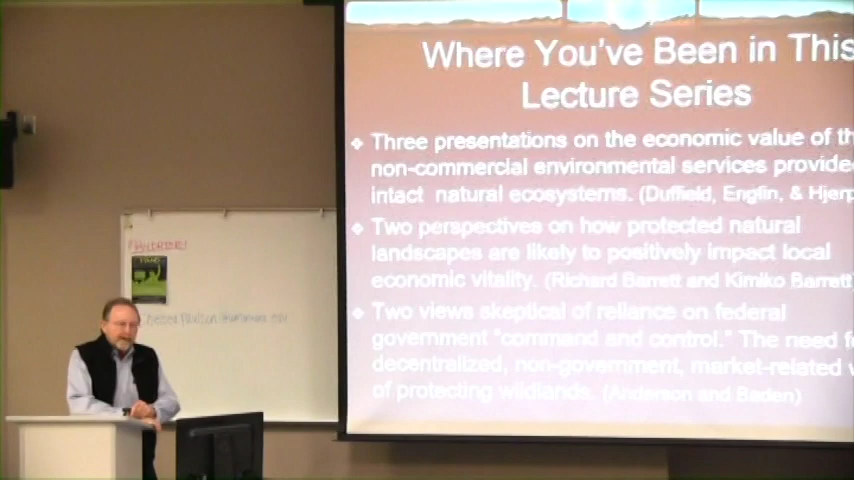 Where You've Been in This
Lecture Series
❖ Three presentations on the economic value of th
non-commercial environmental services provide
intact natural ecosystems. (Duffield, Engfin, & Hjerp
❖ Two perspectives on how protected natural
landscapes are likely to positively impact local
economic vitality. (Richard Barrett and Kimiko Barrett)
❖ Two views skeptical of reliance on federal
government "command and control." The need f
decentralized, non-government, market-related w
of protecting wildlands. (Anderson and Baden)